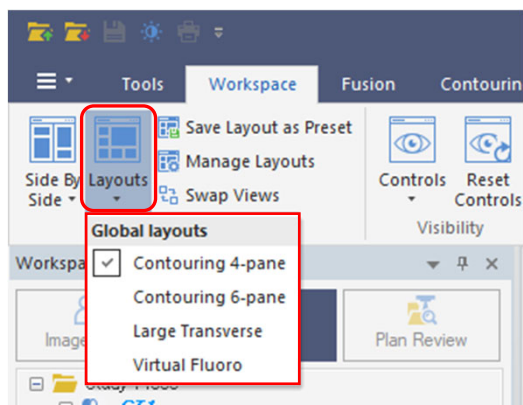 Tools Workspace Fusion Contourin
Side By Side
Layouts
Save Layout as Preset
Manage Layouts
Swap Views
Controls
Reset Controls
Visibility
Global layouts
Workspa
Contouring 4-pane
Contouring 6-pane
Large Transverse
Virtual Fluoro
Image
Plan Review